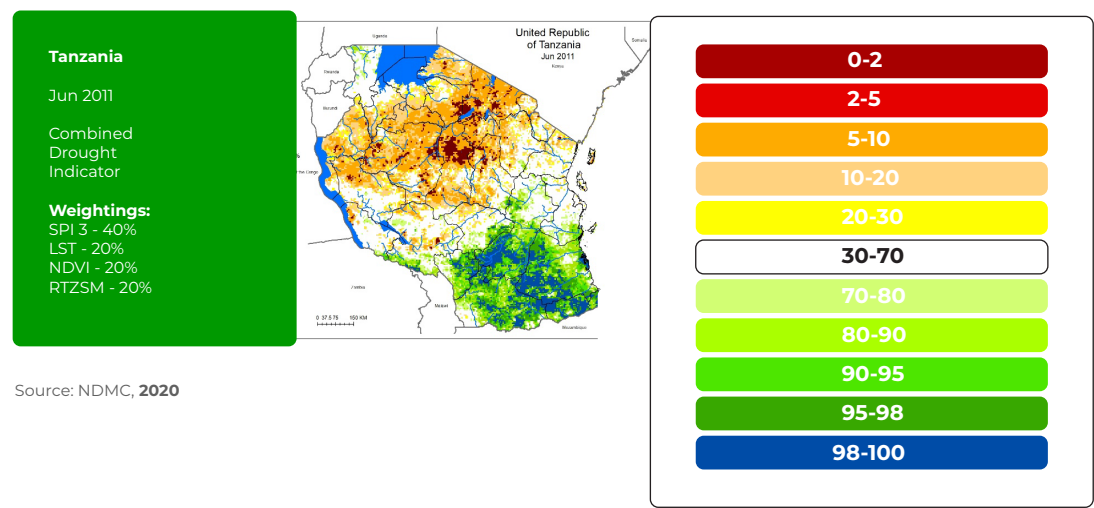 Tanzania
Jun 2011
Combined
Drought
Indicator
Weightings:
SPI 3 - 40%
LST - 20%
NDVI - 20%
RTZSM - 20%
United Republic
of Tanzania
Jun 2011
Kenya
Uganda
Somalia
Rwanda
Burundi
Zambia
Malawi
Mozambique
0 37.5 75 150 KM
0-2
2-5
5-10
10-20
20-30
30-70
70-80
80-90
90-95
95-98
98-100
Source: NDMC, 2020